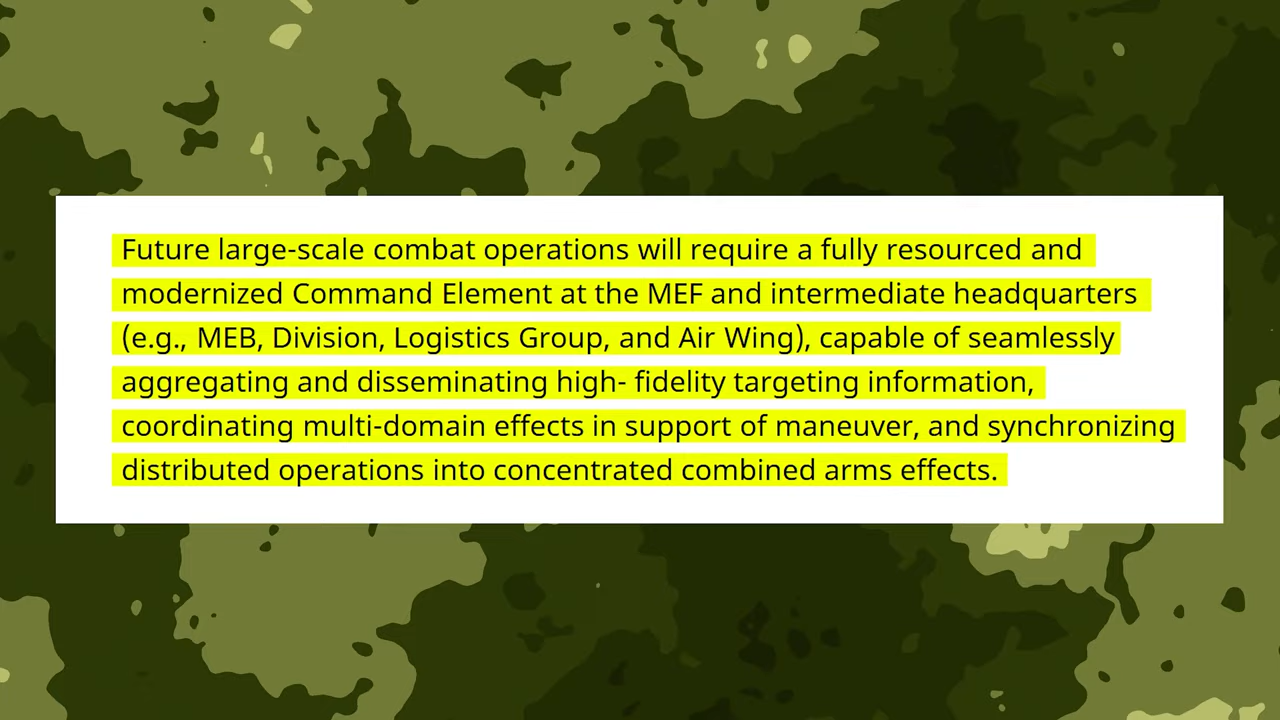 Future large-scale combat operations will require a fully resourced and
modernized Command Element at the MEF and intermediate headquarters
(e.g., MEB, Division, Logistics Group, and Air Wing), capable of seamlessly
aggregating and disseminating high- fidelity targeting information,
coordinating multi-domain effects in support of maneuver, and synchronizing
distributed operations into concentrated combined arms effects.